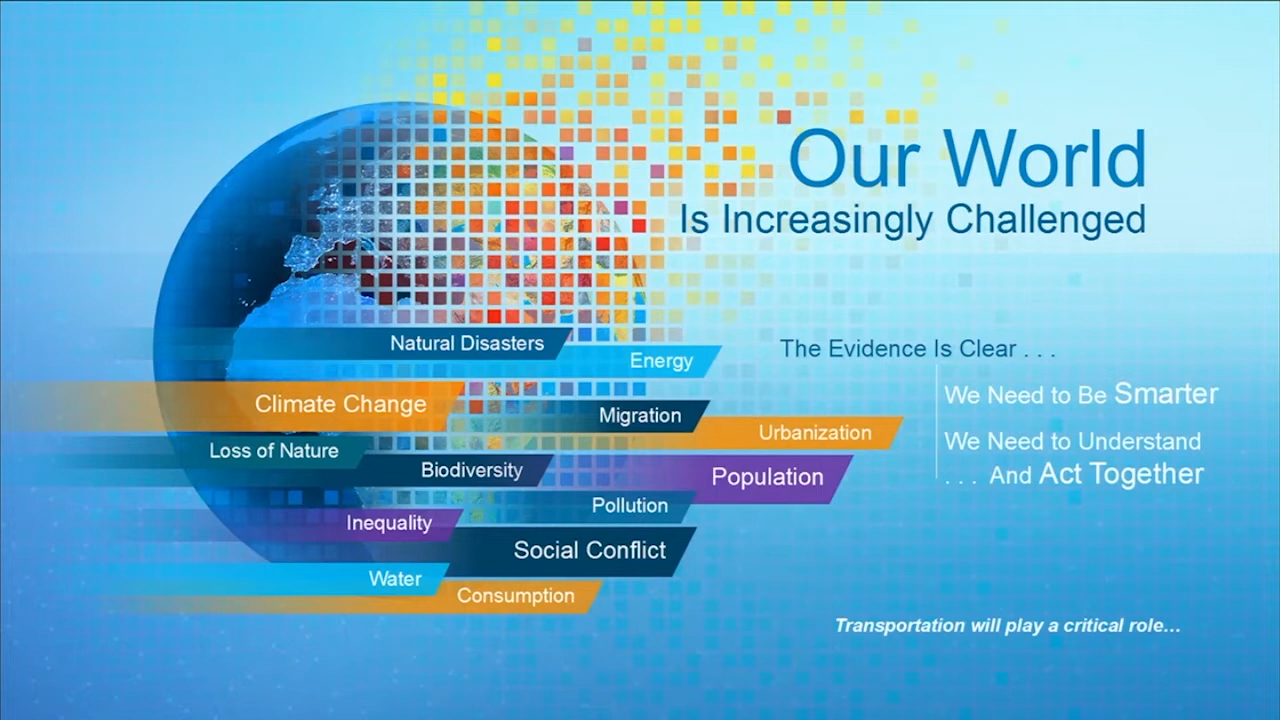 Our World
Is Increasingly Challenged
Natural Disasters
Energy
Climate Change
Migration
Urbanization
Loss of Nature
Biodiversity
Population
Pollution
Inequality
Social Conflict
Water
Consumption
The Evidence Is Clear . . .
We Need to Be Smarter
We Need to Understand
. . . And Act Together
Transportation will play a critical role...